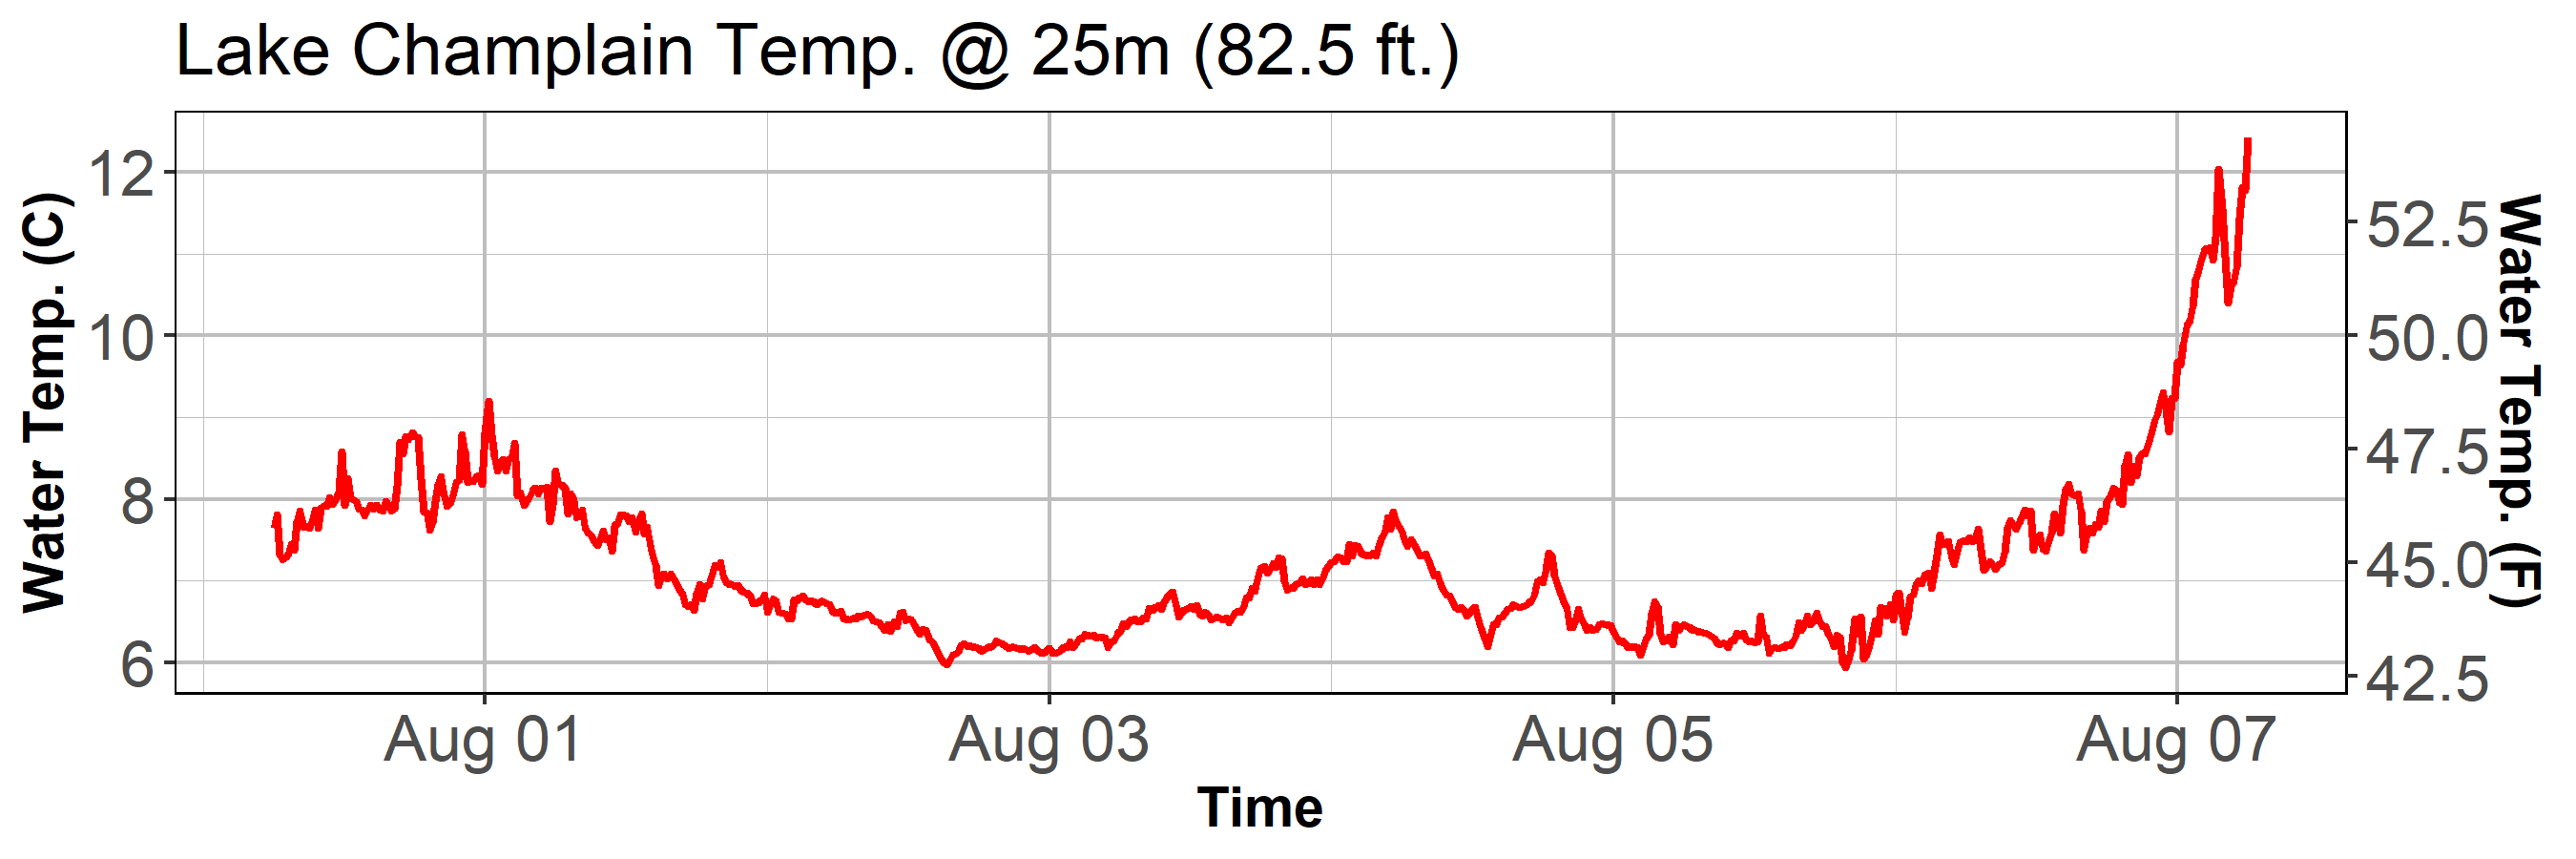 Lake Champlain Temp. @ 25m (82.5 ft.)
Water Temp. (C)
12
10
8
6
52.5
50.0
47.5
45.0
42.5
Water Temp. (F)
Aug 01
Aug 03
Aug 05
Aug 07
Time